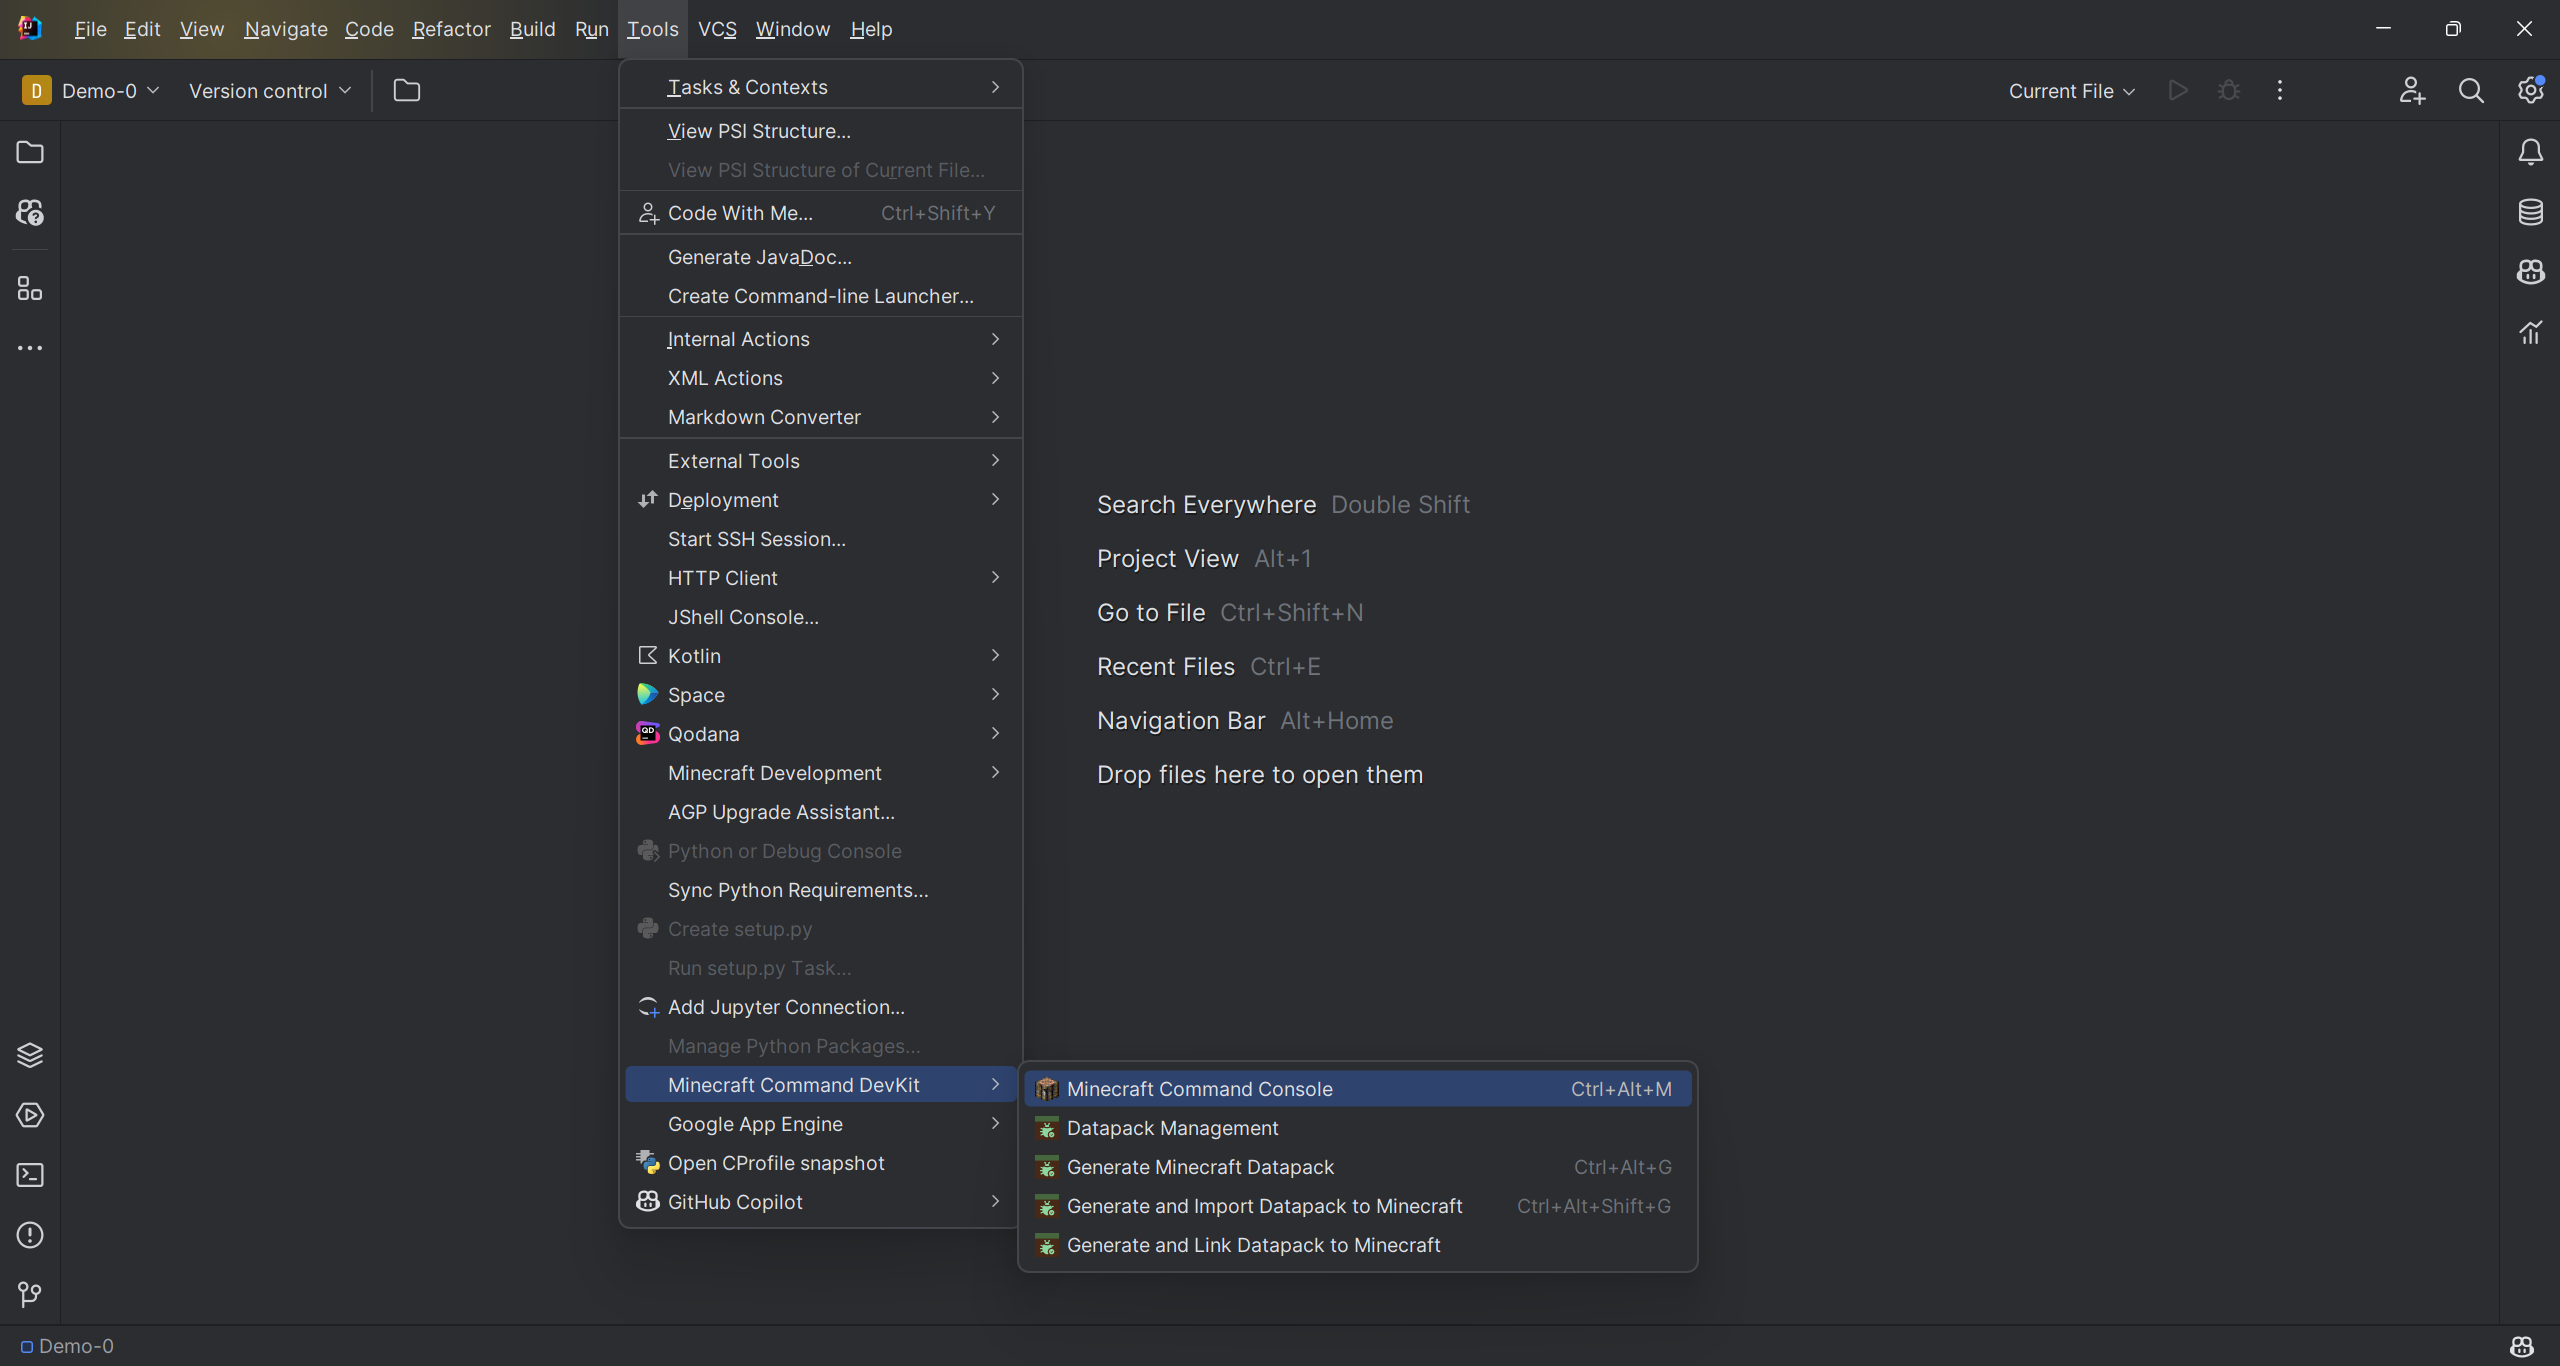 File Edit View Navigate Code Refactor Build Run Tools VCS Window Help
D Demo-0 Version control Current File
Tasks & Contexts
View PSI Structure...
View PSI Structure of Current File...
Code With Me... Ctrl+Shift+Y
Generate JavaDoc...
Create Command-line Launcher...
Internal Actions
XML Actions
Markdown Converter
External Tools
Deployment
Start SSH Session...
HTTP Client
JShell Console...
Kotlin
Space
Qodana
Minecraft Development
AGP Upgrade Assistant...
Python or Debug Console
Sync Python Requirements...
Create setup.py
Run setup.py Task...
Add Jupyter Connection...
Manage Python Packages...
Minecraft Command DevKit
Google App Engine
Open CProfile snapshot
GitHub Copilot
Minecraft Command Console Ctrl+Alt+M
Datapack Management
Generate Minecraft Datapack Ctrl+Alt+G
Generate and Import Datapack to Minecraft Ctrl+Alt+Shift+G
Generate and Link Datapack to Minecraft
Search Everywhere Double Shift
Project View Alt+1
Go to File Ctrl+Shift+N
Recent Files Ctrl+E
Navigation Bar Alt+Home
Drop files here to open them
Demo-0